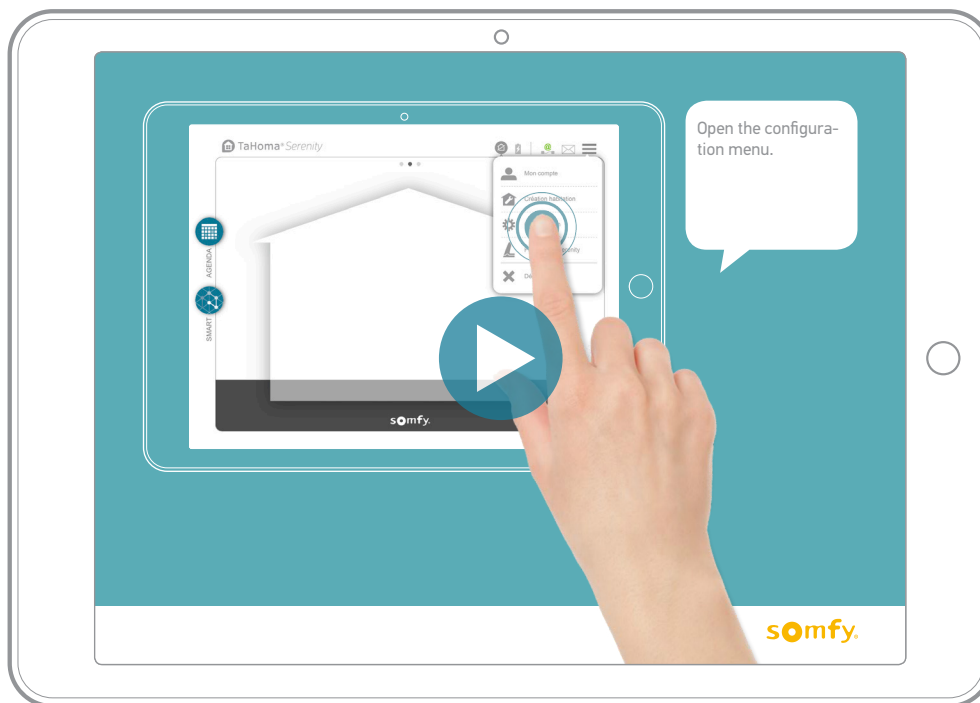 Open the configura-
tion menu.
TaHoma® Serenity
Mon compte
Création habitation
AGENDA
SMART
somfy.
somfy.